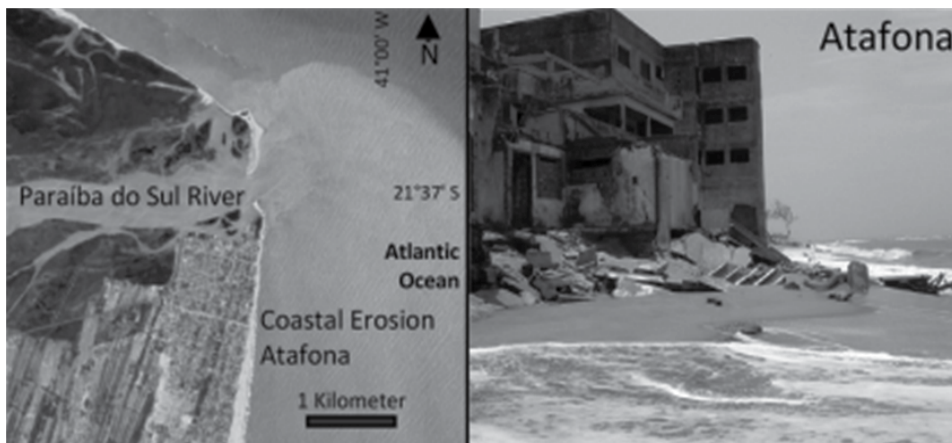 N
41°00' W
Paraíba do Sul River
21°37' S
Atlantic
Ocean
Coastal Erosion
Atafona
1 Kilometer
Atafona